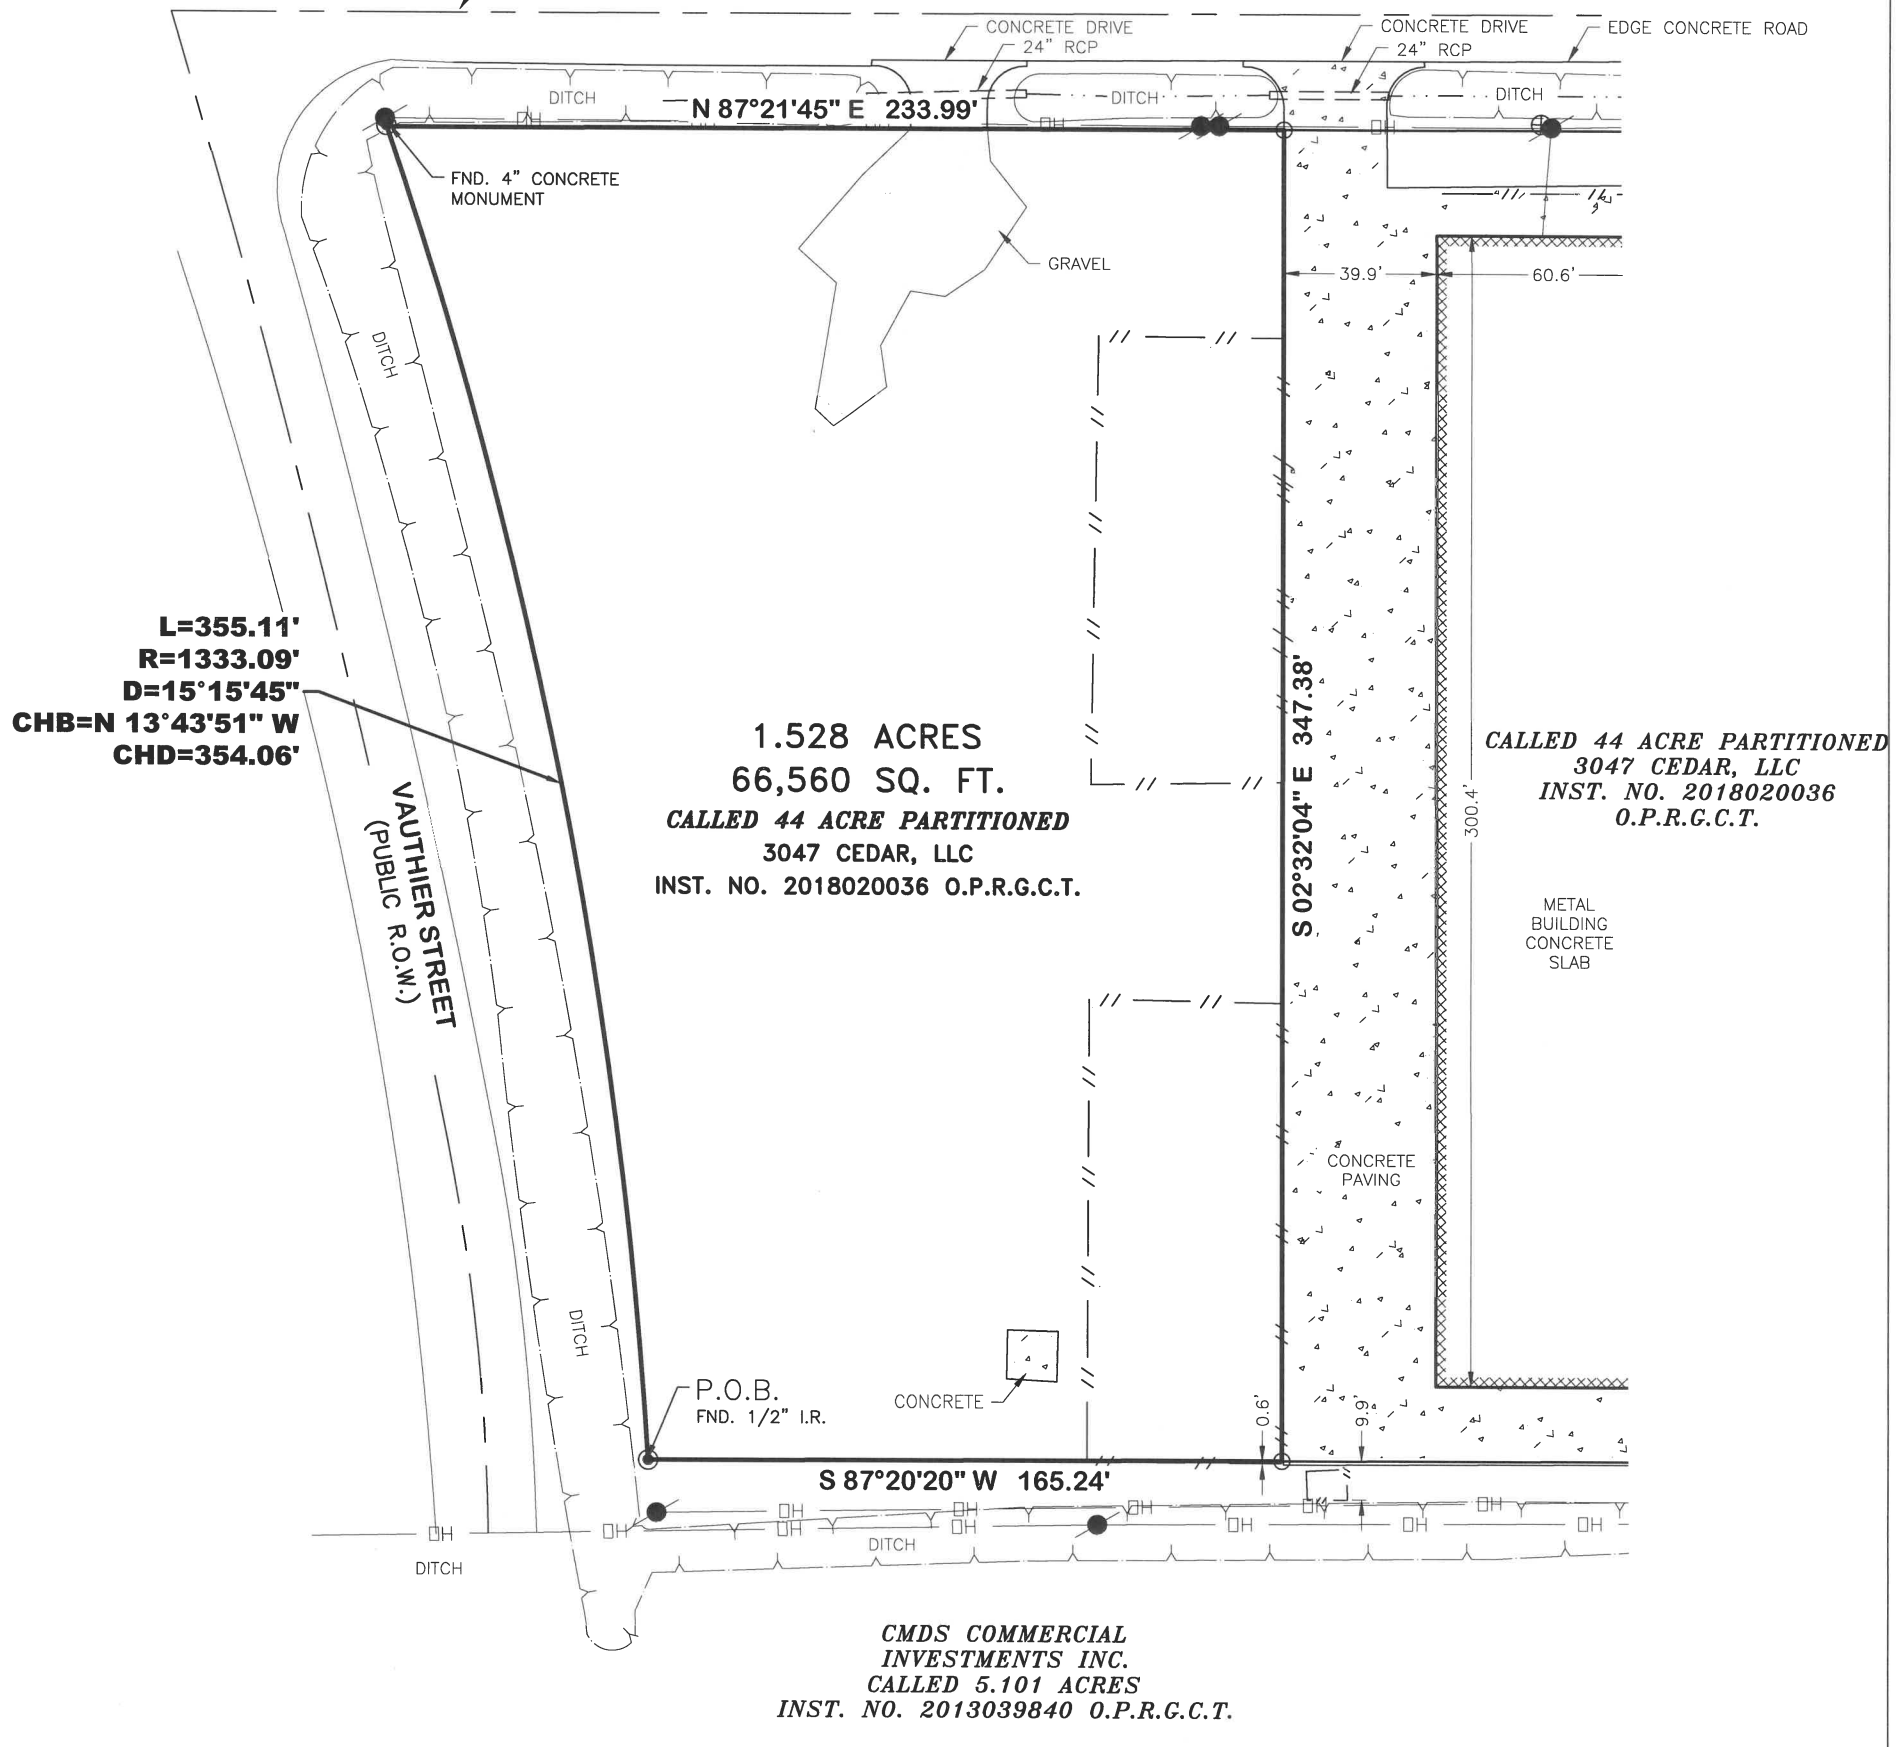 CONCRETE DRIVE
24" RCP
CONCRETE DRIVE
24" RCP
EDGE CONCRETE ROAD
DITCH
DITCH
DITCH
N 87°21'45" E 233.99'
OH
OH
OH
FND. 4" CONCRETE
MONUMENT
GRAVEL
39.9'
60.6'
DITCH
L=355.11'
R=1333.09'
D=15°15'45"
CHB=N 13°43'51" W
CHD=354.06'
1.528 ACRES
66,560 SQ. FT.
CALLED 44 ACRE PARTITIONED
3047 CEDAR, LLC
INST. NO. 2018020036 O.P.R.G.C.T.
S 02°32'04" E 347.38'
300.4'
CALLED 44 ACRE PARTITIONED
3047 CEDAR, LLC
INST. NO. 2018020036
O.P.R.G.C.T.
VAUTHIER STREET
(PUBLIC R.O.W.)
METAL
BUILDING
CONCRETE
SLAB
CONCRETE
PAVING
DITCH
P.O.B.
FND. 1/2" I.R.
CONCRETE
0.6'
9.9'
S 87°20'20" W 165.24'
OH
OH
OH
OH
OH
OH
OH
OH
OH
OH
OH
OH
DITCH
DITCH
CMDS COMMERCIAL
INVESTMENTS INC.
CALLED 5.101 ACRES
INST. NO. 2013039840 O.P.R.G.C.T.